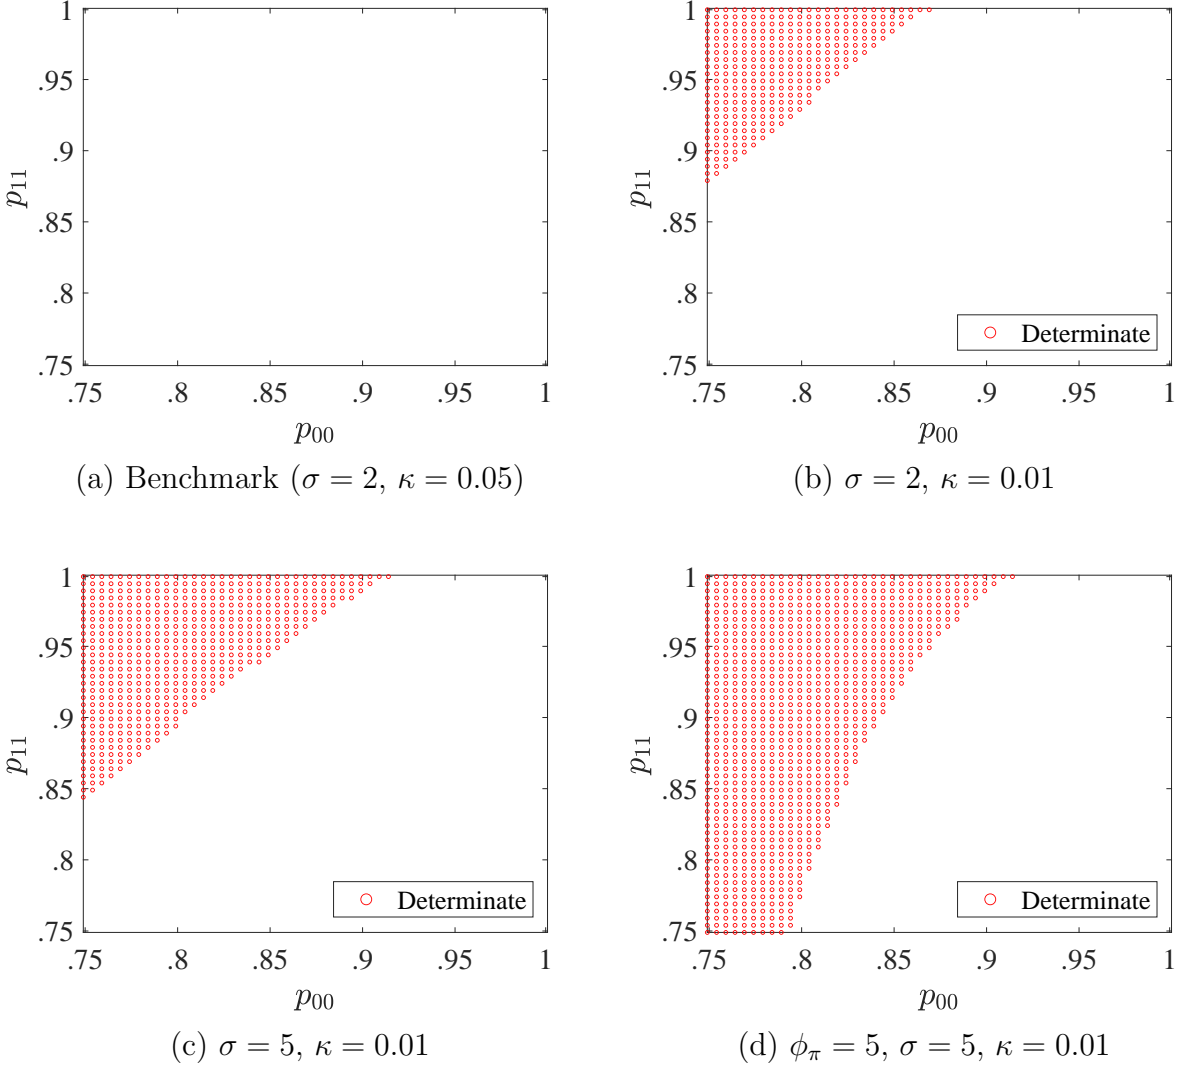 1
.95
.9
.85
.8
.75
p₁₁
.75 .8 .85 .9 .95 1
p₀₀
(a) Benchmark (σ = 2, κ = 0.05)
1
.95
.9
.85
.8
.75
p₁₁
Determinate
.75 .8 .85 .9 .95 1
p₀₀
(b) σ = 2, κ = 0.01
1
.95
.9
.85
.8
.75
p₁₁
Determinate
.75 .8 .85 .9 .95 1
p₀₀
(c) σ = 5, κ = 0.01
1
.95
.9
.85
.8
.75
p₁₁
Determinate
.75 .8 .85 .9 .95 1
p₀₀
(d) ϕπ = 5, σ = 5, κ = 0.01